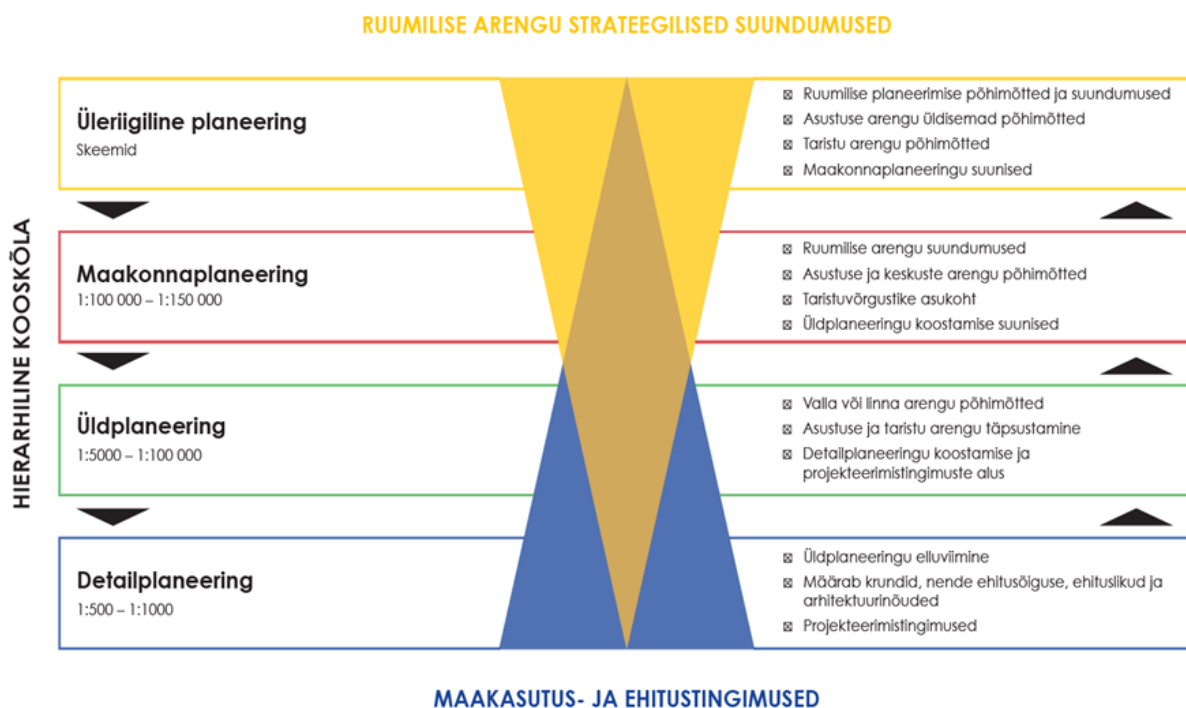 RUUMILISE ARENGU STRATEEGILISED SUUNDUMUSED
HIERARHILINE KOOSKÕLA
Üleriigiline planeering
Skeemid
Ruumilise planeerimise põhimõtted ja suundumused
Asustuse arengu üldisemad põhimõtted
Taristu arengu põhimõtted
Maakonnaplaneeringu suunised
Maakonnaplaneering
1:100 000 – 1:150 000
Ruumilise arengu suundumused
Asustuse ja keskuste arengu põhimõtted
Taristuvõrgustike asukoht
Üldplaneeringu koostamise suunised
Üldplaneering
1:5000 – 1:100 000
Valla või linna arengu põhimõtted
Asustuse ja taristu arengu täpsustamine
Detailplaneeringu koostamise ja
projekteerimistingimuste alus
Detailplaneering
1:500 – 1:1000
Üldplaneeringu elluviimine
Määrab krundid, nende ehitusõiguse, ehituslikud ja
arhitektuurinõuded
Projekteerimistingimused
MAAKASUTUS- JA EHITUSTINGIMUSED